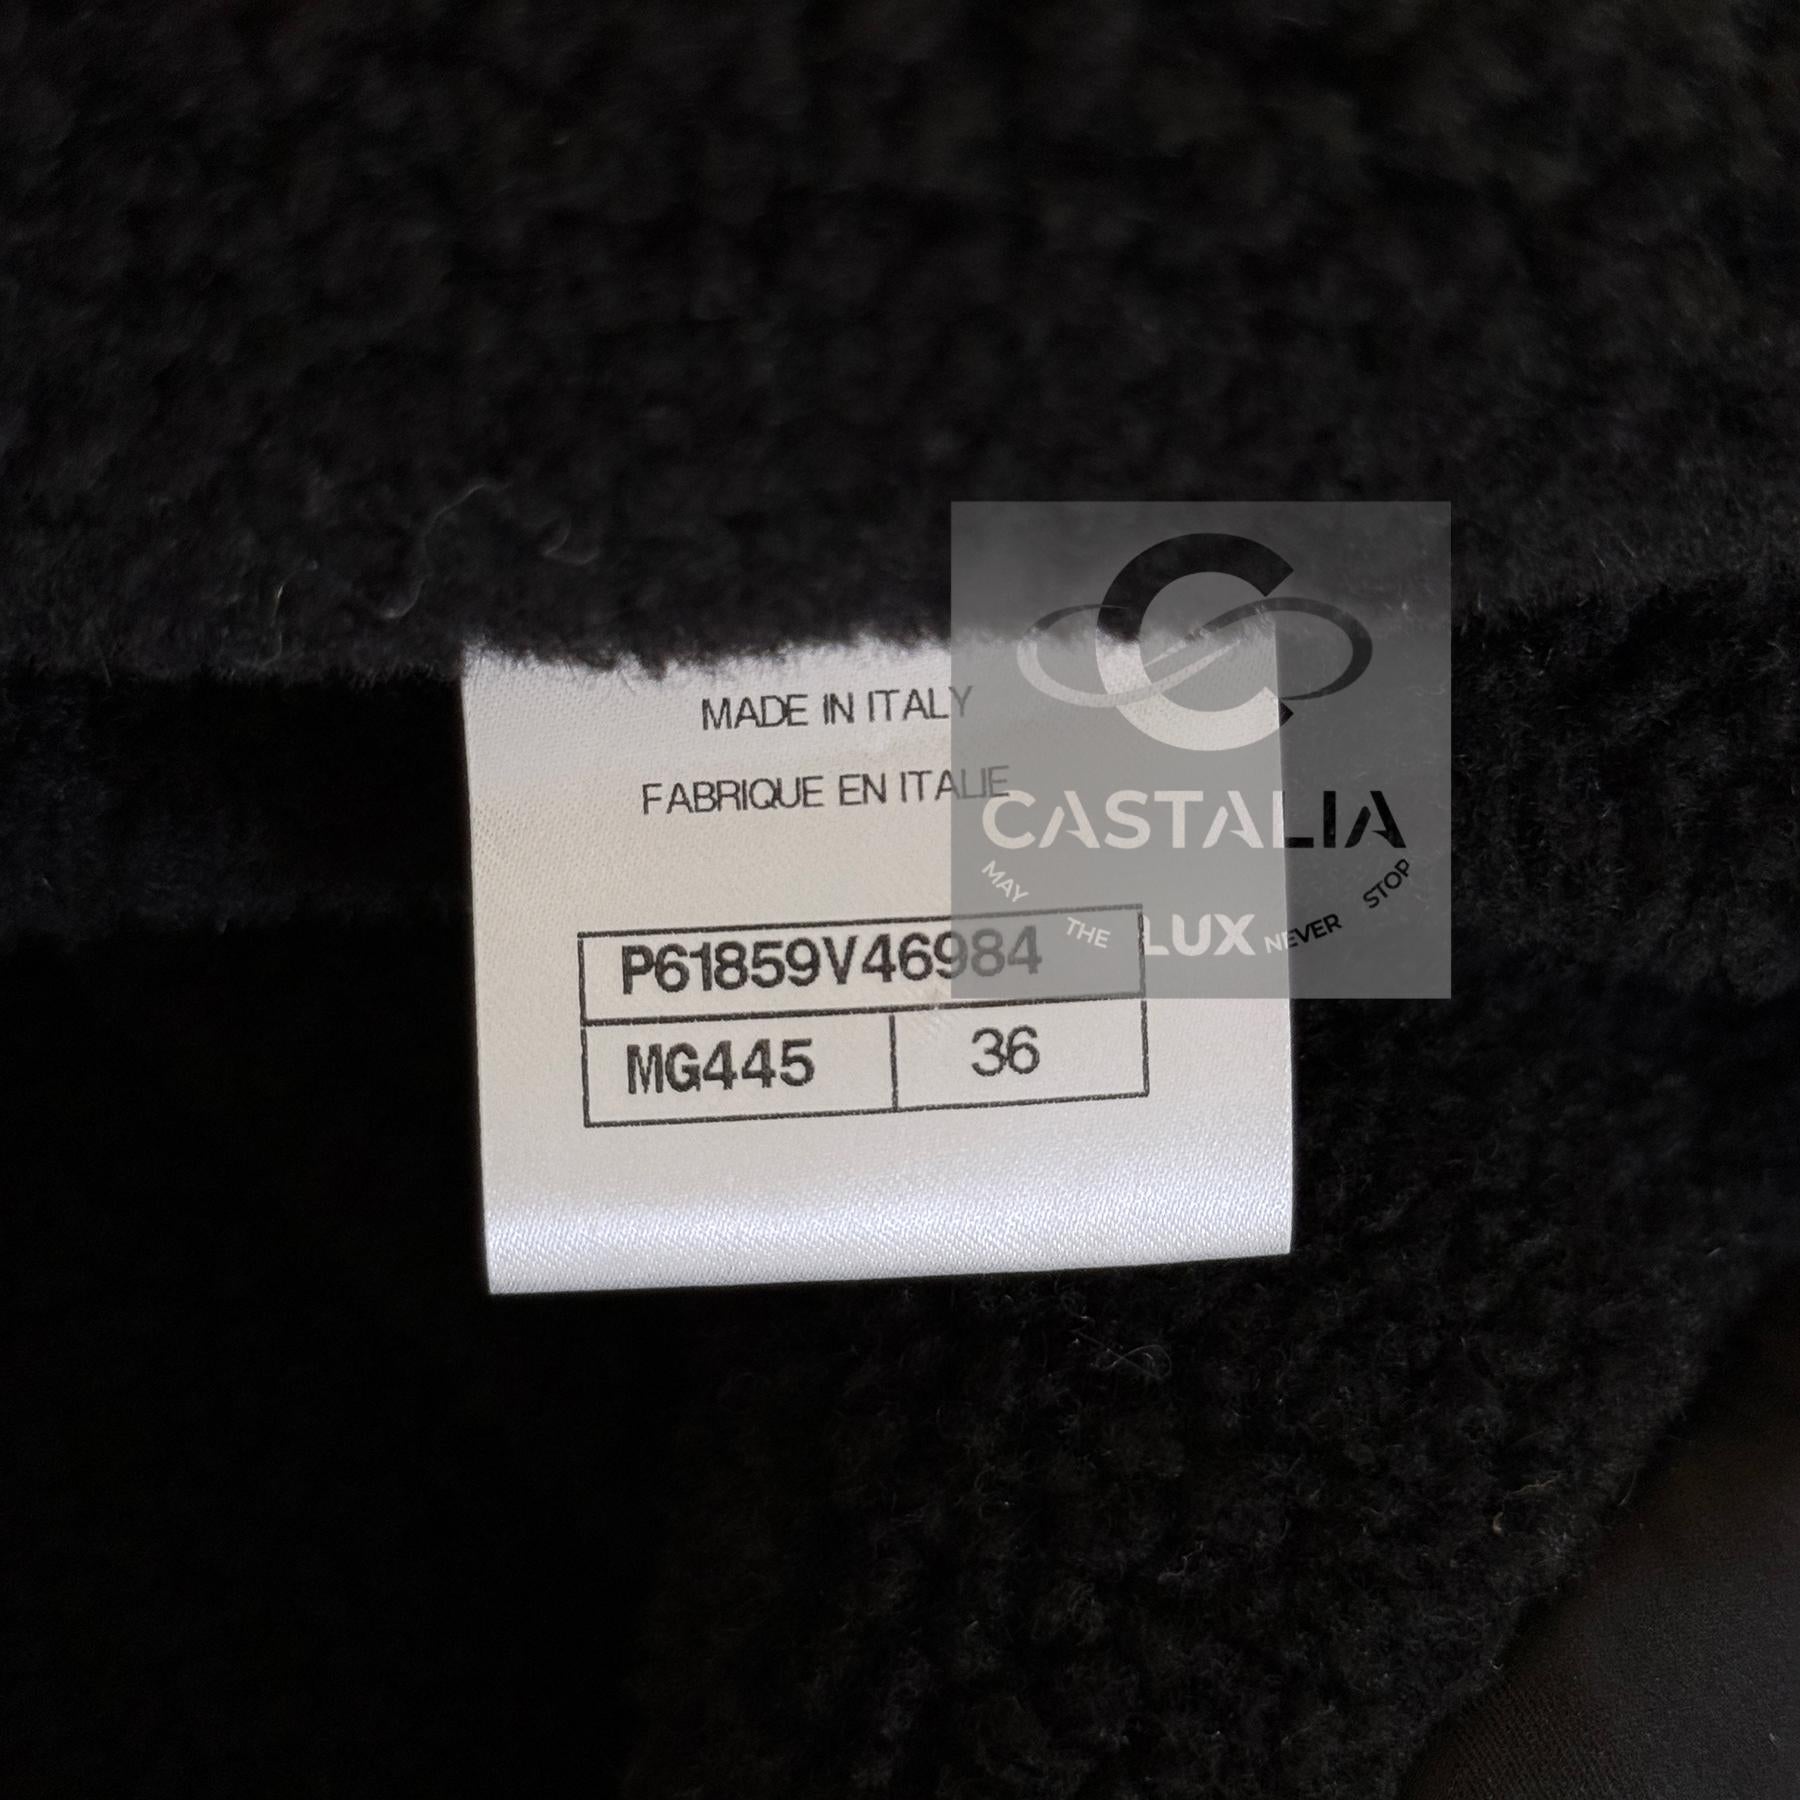 MADE IN ITALY
FABRIQUE EN ITALIE
CASTALIA
MAY THE LUX NEVER STOP
P61859V46984
MG445 36